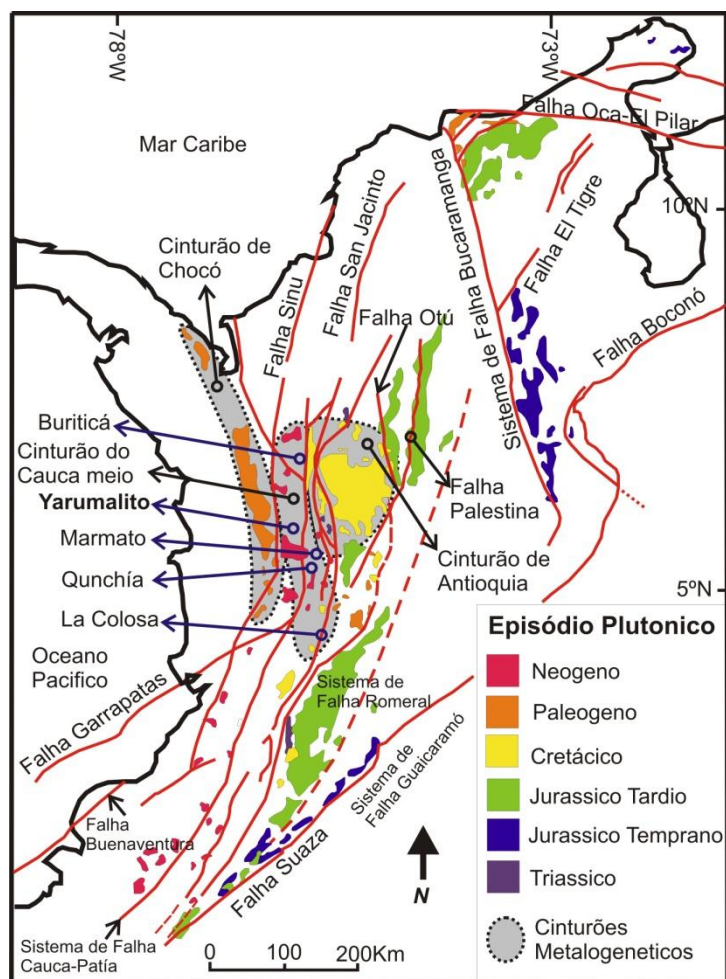 78ºW
73ºW
Mar Caribe
Falha Oca-El Pilar
10ºN
Cinturão de
Chocó
Falha Sinu
Falha San Jacinto
Sistema de Falha Bucaramanga
Falha El Tigre
Falha Otú
Falha Boconó
Buriticá
Cinturão do
Cauca meio
Yarumalito
Marmato
Qunchía
La Colosa
Falha
Palestina
Cinturão de
Antioquia
5ºN
Oceano
Pacifico
Falha Garrapatas
Sistema de
Falha Romeral
Sistema de
Falha Guaicaramó
Falha
Buenaventura
Falha Suaza
Sistema de Falha
Cauca-Patía
N
0 100 200Km
Episódio Plutonico
Neogeno
Paleogeno
Cretácico
Jurassico Tardio
Jurassico Temprano
Triassico
Cinturões
Metalogeneticos